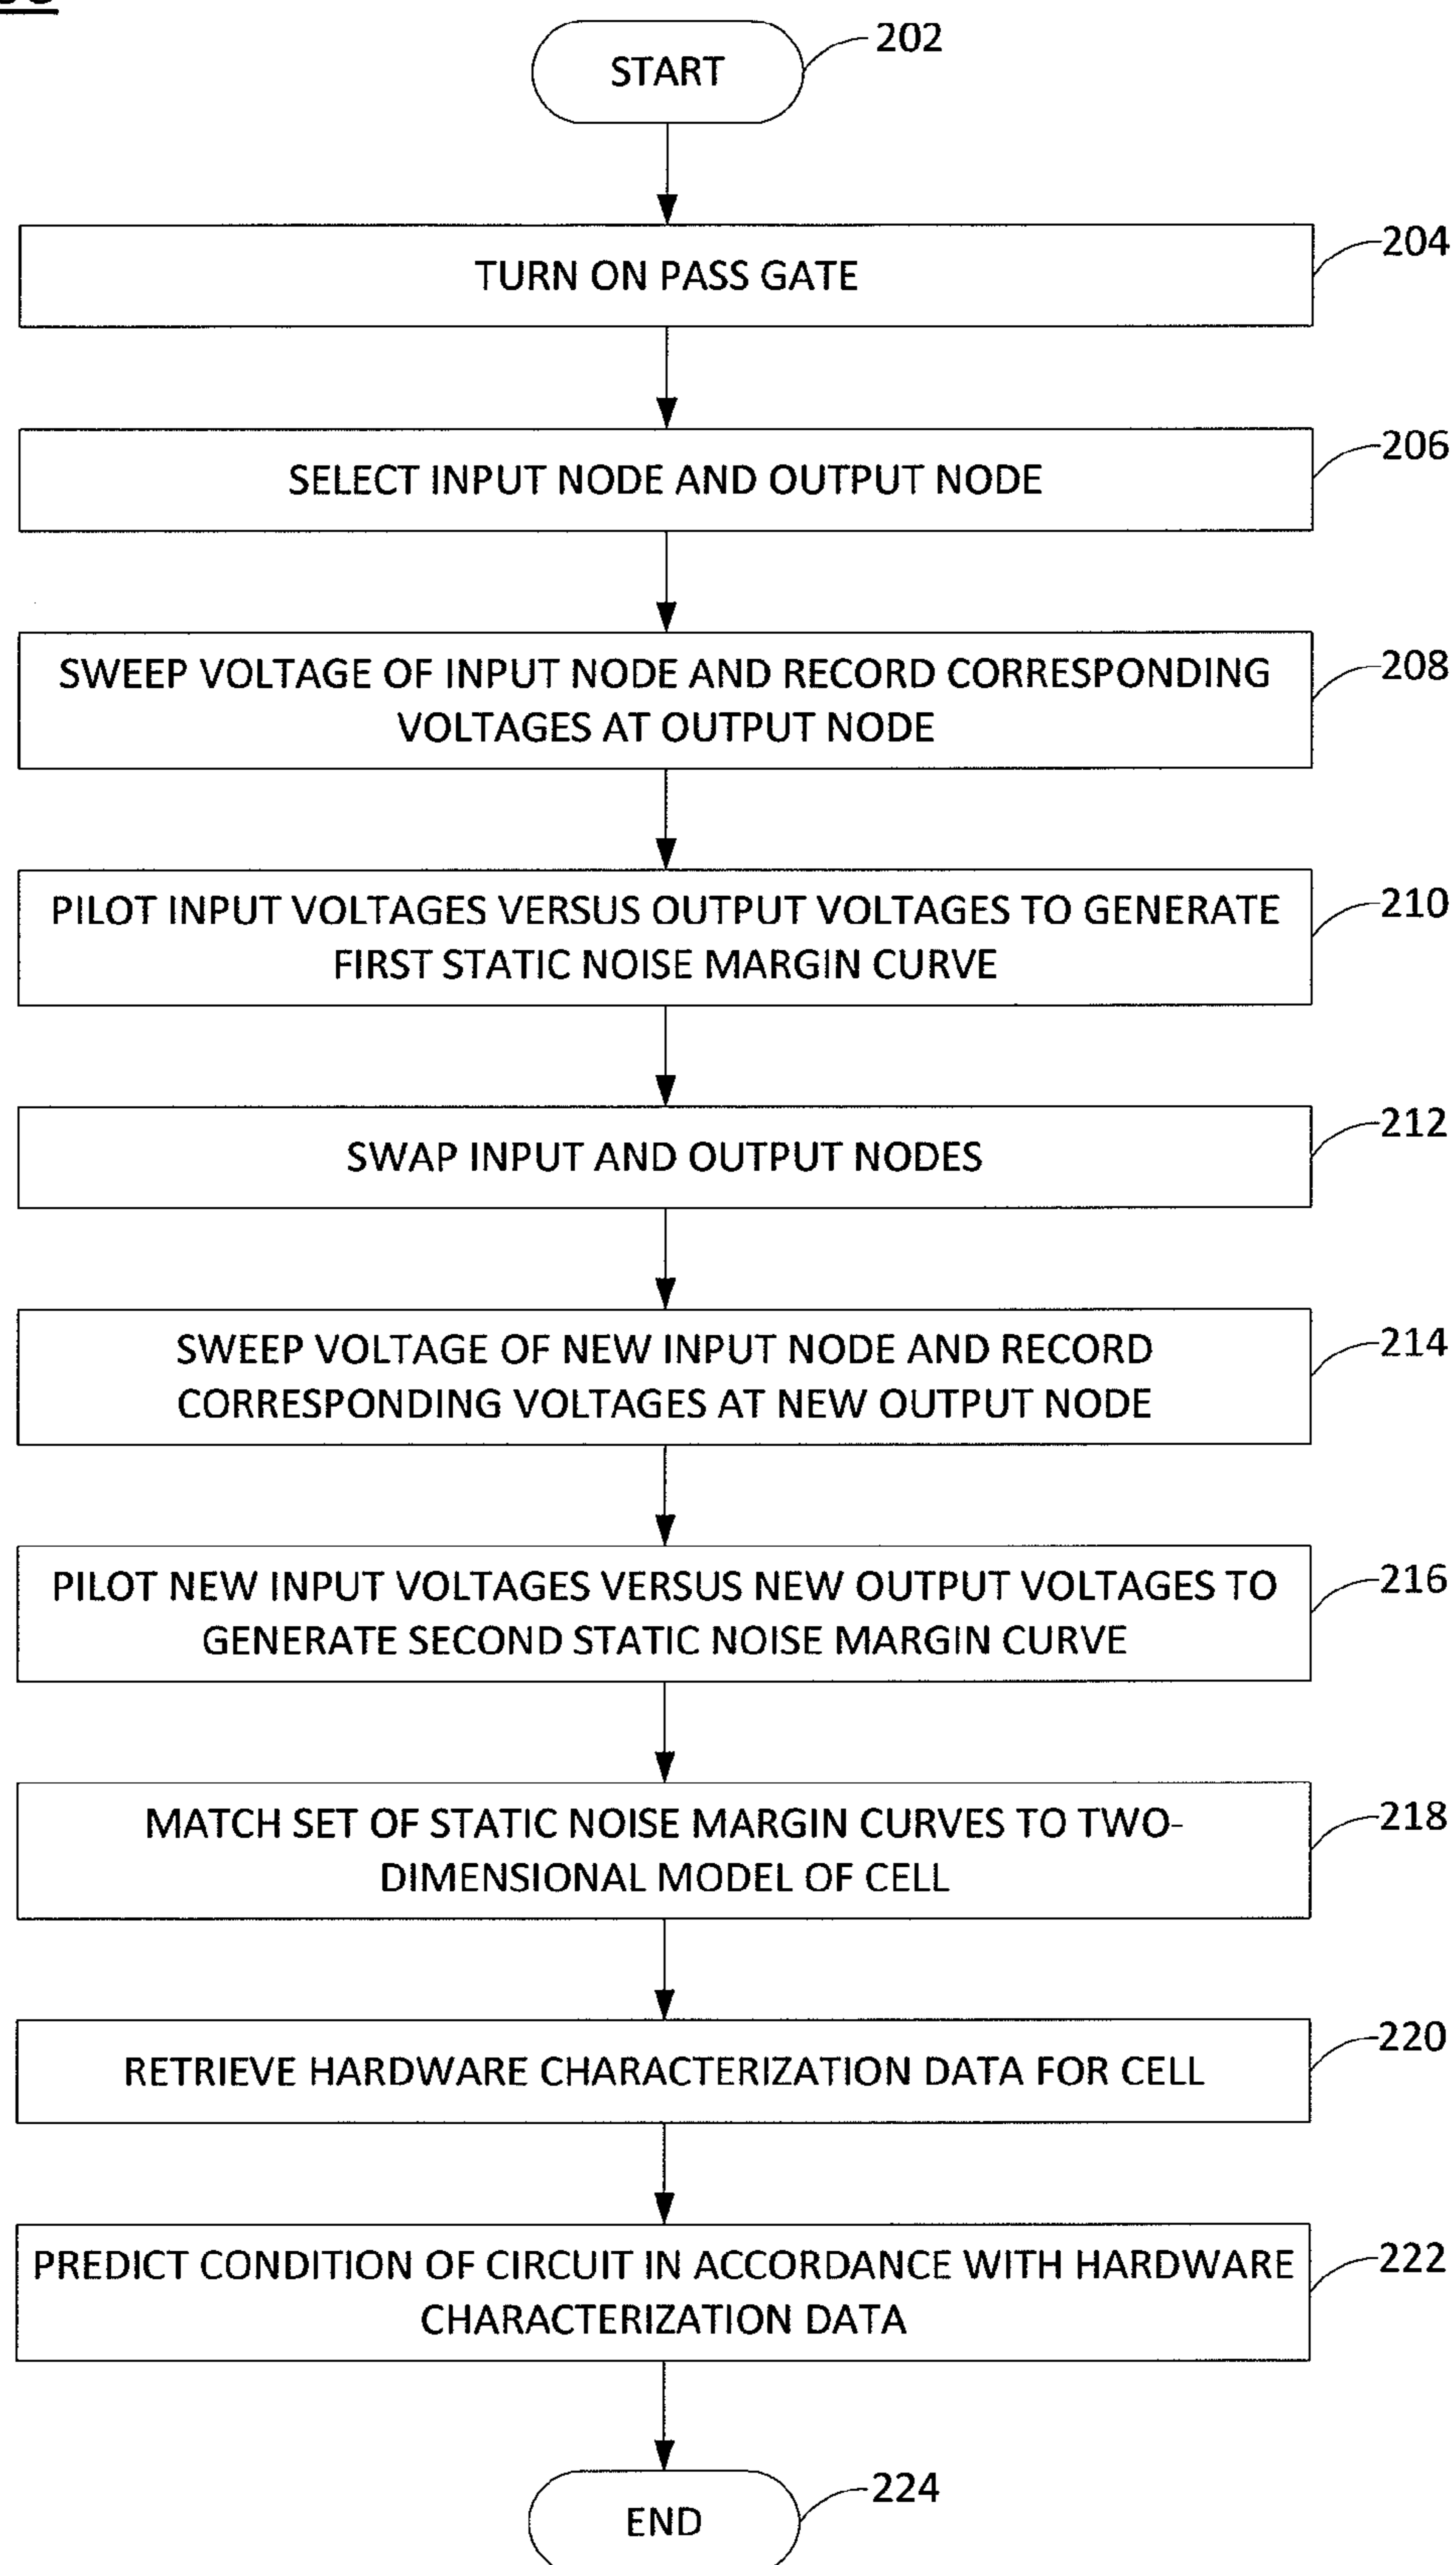 START
202
204
TURN ON PASS GATE
206
SELECT INPUT NODE AND OUTPUT NODE
208
SWEEP VOLTAGE OF INPUT NODE AND RECORD CORRESPONDING
VOLTAGES AT OUTPUT NODE
210
PILOT INPUT VOLTAGES VERSUS OUTPUT VOLTAGES TO GENERATE
FIRST STATIC NOISE MARGIN CURVE
212
SWAP INPUT AND OUTPUT NODES
214
SWEEP VOLTAGE OF NEW INPUT NODE AND RECORD
CORRESPONDING VOLTAGES AT NEW OUTPUT NODE
216
PILOT NEW INPUT VOLTAGES VERSUS NEW OUTPUT VOLTAGES TO
GENERATE SECOND STATIC NOISE MARGIN CURVE
218
MATCH SET OF STATIC NOISE MARGIN CURVES TO TWO-
DIMENSIONAL MODEL OF CELL
220
RETRIEVE HARDWARE CHARACTERIZATION DATA FOR CELL
222
PREDICT CONDITION OF CIRCUIT IN ACCORDANCE WITH HARDWARE
CHARACTERIZATION DATA
224
END